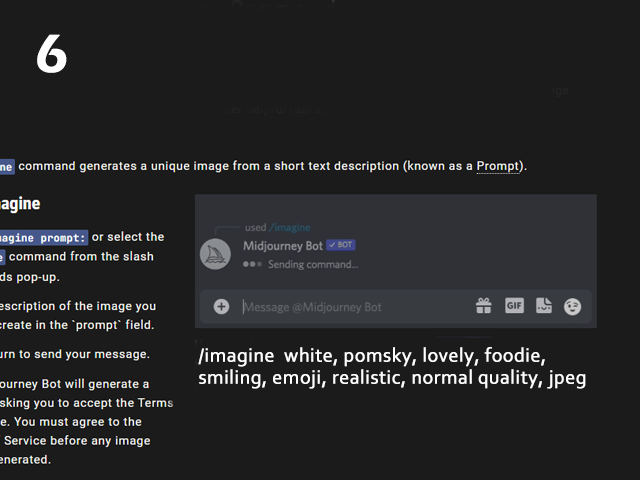 6
ne command generates a unique image from a short text description (known as a Prompt).
nagine
nagine prompt: or select the
e command from the slash
ds pop-up.
escription of the image you
create in the `prompt` field.
urn to send your message.
ourney Bot will generate a
sking you to accept the Terms
e. You must agree to the
Service before any image
enerated.
used /imagine
Midjourney Bot BOT
Sending command...
Message @Midjourney Bot
GIF
/imagine white, pomsky, lovely, foodie,
smiling, emoji, realistic, normal quality, jpeg